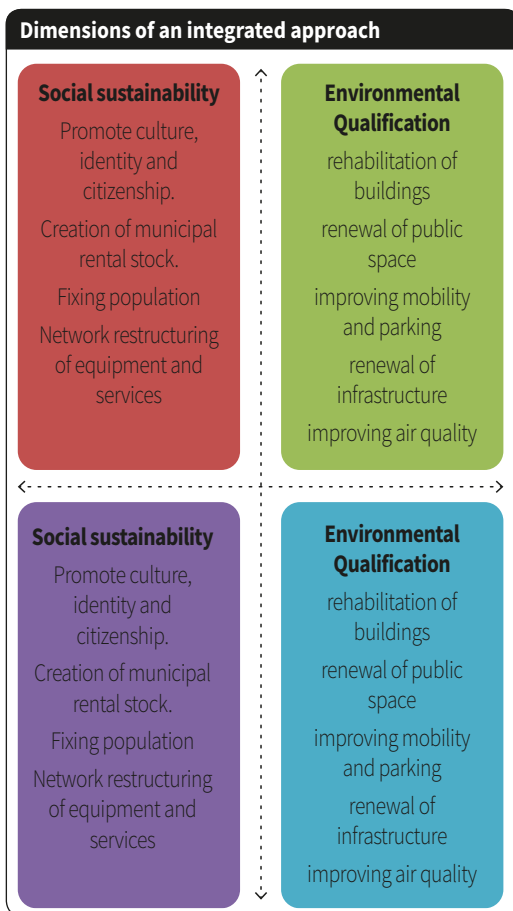 Dimensions of an integrated approach
Social sustainability
Promote culture,
identity and
citizenship.
Creation of municipal
rental stock.
Fixing population
Network restructuring
of equipment and
services
Environmental
Qualification
rehabilitation of
buildings
renewal of public
space
improving mobility
and parking
renewal of
infrastructure
improving air quality
Social sustainability
Promote culture,
identity and
citizenship.
Creation of municipal
rental stock.
Fixing population
Network restructuring
of equipment and
services
Environmental
Qualification
rehabilitation of
buildings
renewal of public
space
improving mobility
and parking
renewal of
infrastructure
improving air quality